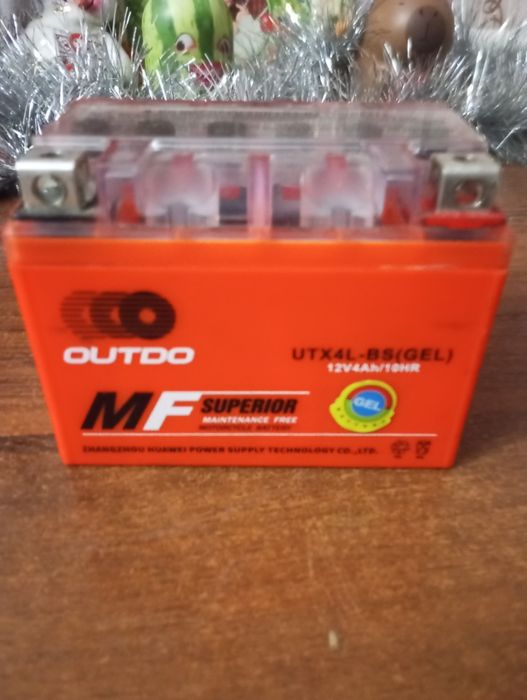 OUTDO
UTX4L-BS(GEL)
12V4Ah/10HR
MF SUPERIOR
MAINTENANCE FREE
MOTORCYCLE BATTERY
GEL
BATTERY
ZHANGZHOU HUAWEI POWER SUPPLY TECHNOLOGY CO.,LTD.